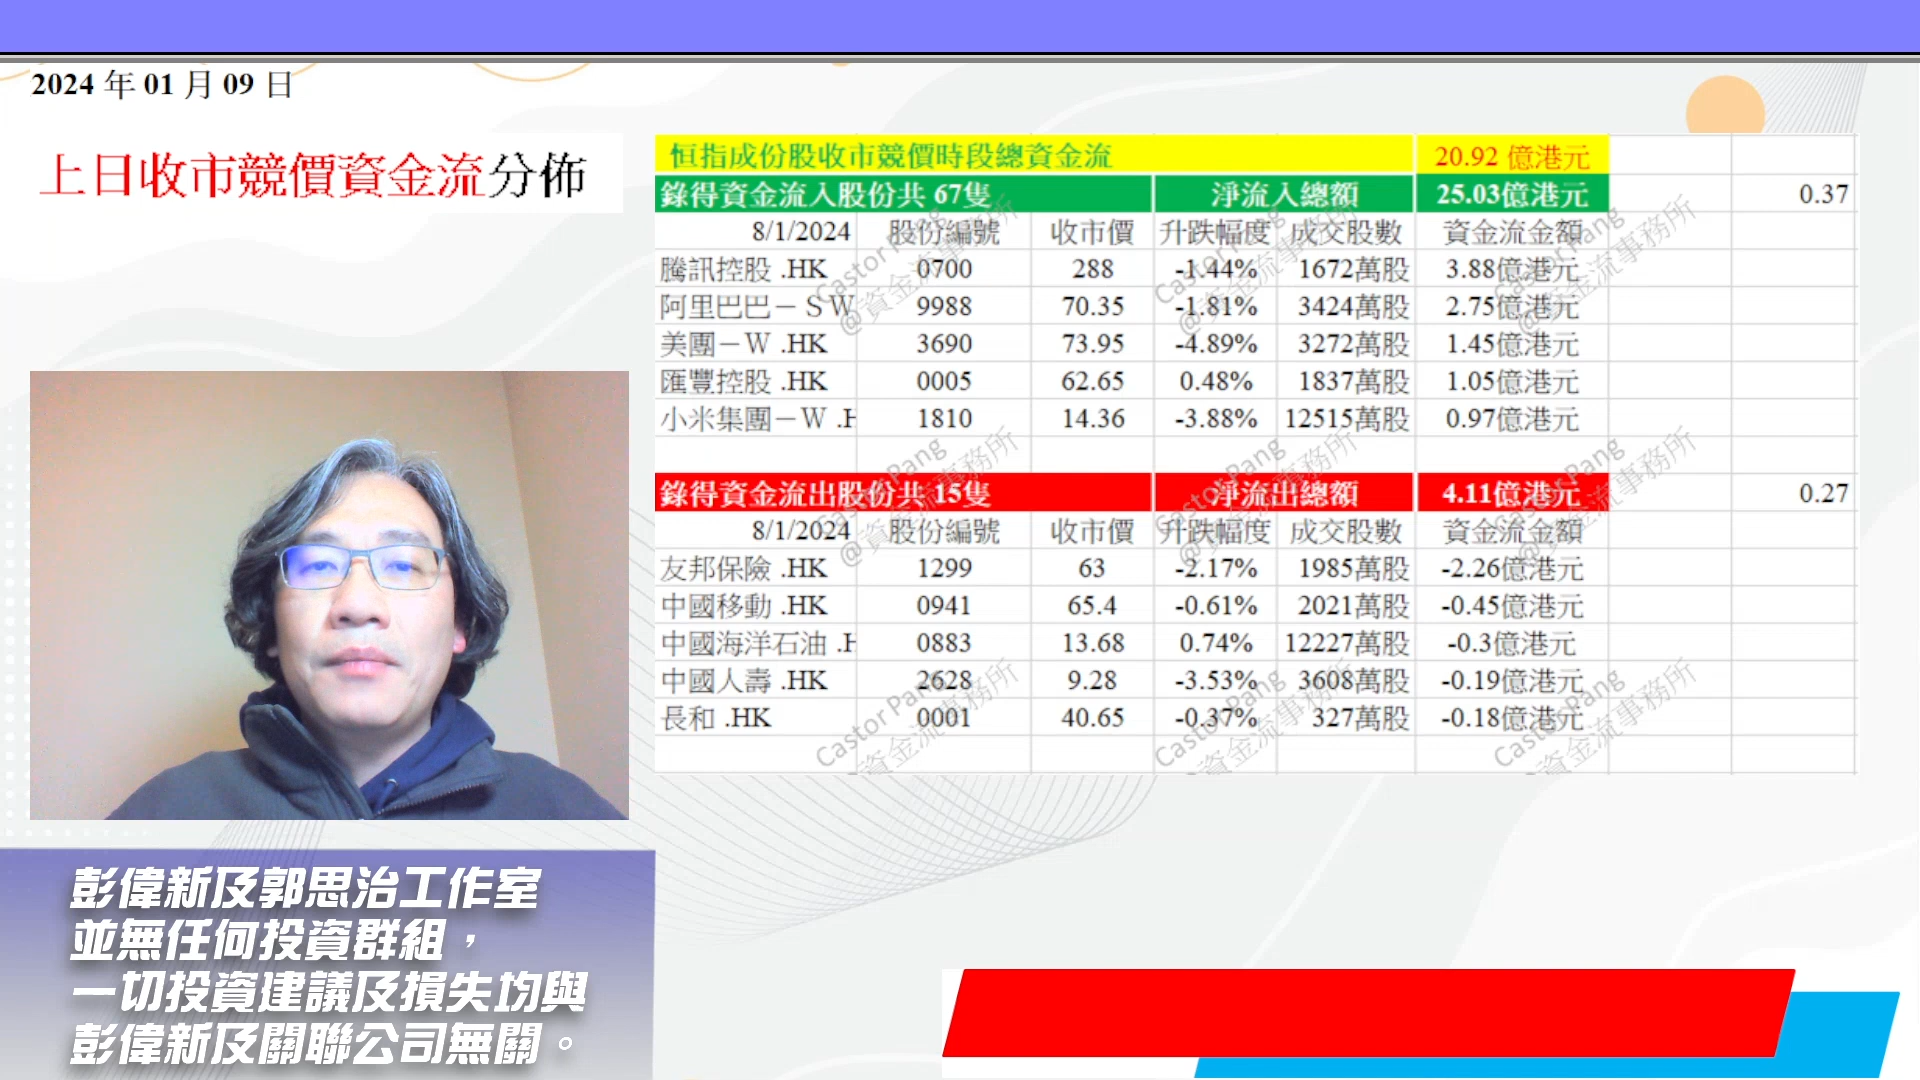 2024 年 01 月 09 日
上日收市競價資金流分佈
恒指成份股收市競價時段總資金流 20.92 億港元
錄得資金流入股份共 67隻 淨流入總額 25.03億港元 0.37
8/1/2024 股份編號 收市價 升跌幅度 成交股數 資金流金額
騰訊控股 .HK 0700 288 -1.44% 1672萬股 3.88億港元
阿里巴巴－ＳＷ 9988 70.35 -1.81% 3424萬股 2.75億港元
美團－Ｗ .HK 3690 73.95 -4.89% 3272萬股 1.45億港元
匯豐控股 .HK 0005 62.65 0.48% 1837萬股 1.05億港元
小米集團－Ｗ .H 1810 14.36 -3.88% 12515萬股 0.97億港元
錄得資金流出股份共 15隻 淨流出總額 4.11億港元 0.27
8/1/2024 股份編號 收市價 升跌幅度 成交股數 資金流金額
友邦保險 .HK 1299 63 -2.17% 1985萬股 -2.26億港元
中國移動 .HK 0941 65.4 -0.61% 2021萬股 -0.45億港元
中國海洋石油 .H 0883 13.68 0.74% 12227萬股 -0.3億港元
中國人壽 .HK 2628 9.28 -3.53% 3608萬股 -0.19億港元
長和 .HK 0001 40.65 -0.37% 327萬股 -0.18億港元
Castor Pang
@資金流事務所
彭偉新及郭思治工作室
並無任何投資群組，
一切投資建議及損失均與
彭偉新及關聯公司無關。